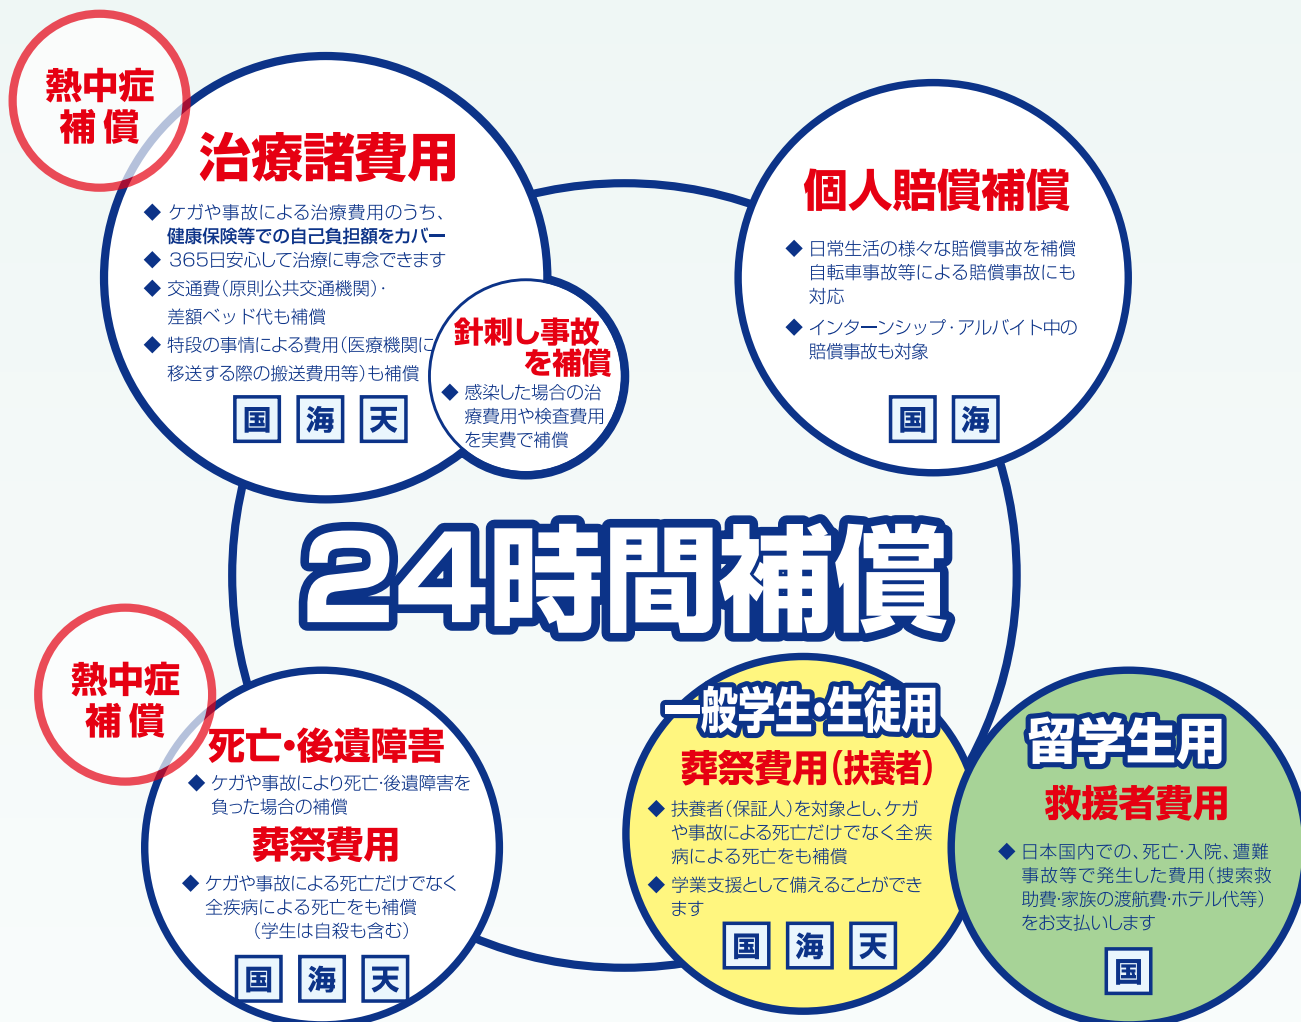 熱中症
補償
治療諸費用
◆ ケガや事故による治療費用のうち、
健康保険等での自己負担額をカバー
◆ 365日安心して治療に専念できます
◆ 交通費(原則公共交通機関)・
差額ベッド代も補償
◆ 特段の事情による費用(医療機関に
移送する際の搬送費用等)も補償
国 海 天
針刺し事故
を補償
◆ 感染した場合の治
療費用や検査費用
を実費で補償
個人賠償補償
◆ 日常生活の様々な賠償事故を補償
自転車事故等による賠償事故にも
対応
◆ インターンシップ・アルバイト中の
賠償事故も対象
国 海
24時間補償
熱中症
補償
死亡・後遺障害
◆ ケガや事故により死亡・後遺障害を
負った場合の補償
葬祭費用
◆ ケガや事故による死亡だけでなく
全疾病による死亡をも補償
(学生は自殺も含む)
国 海 天
一般学生・生徒用
葬祭費用(扶養者)
◆ 扶養者(保証人)を対象とし、ケガ
や事故による死亡だけでなく全疾
病による死亡をも補償
◆ 学業支援として備えることができ
ます
国 海 天
留学生用
救援者費用
◆ 日本国内での、死亡・入院、遭難
事故等で発生した費用(捜索救
助費・家族の渡航費・ホテル代等)
をお支払いします
国